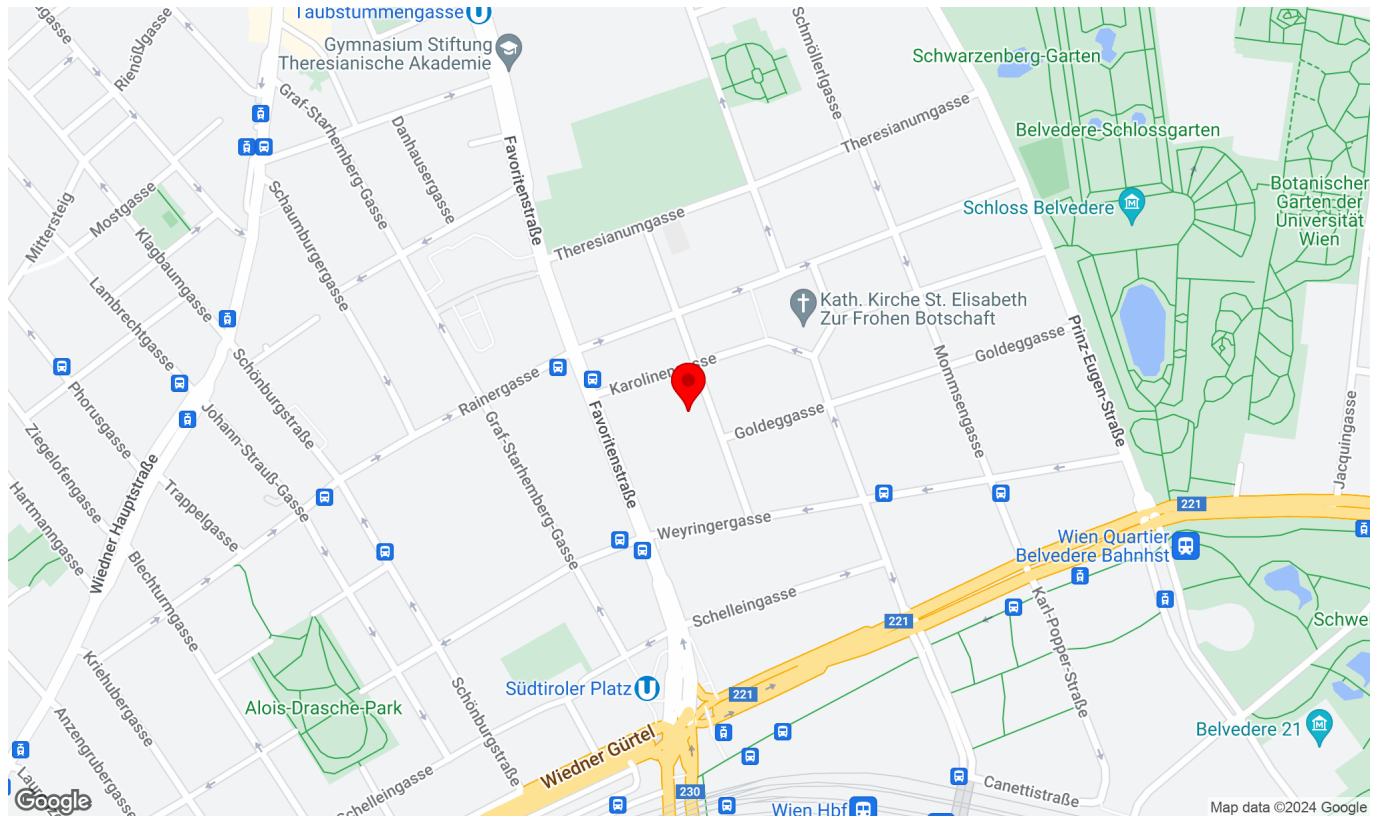 Taubstummengasse
Gymnasium Stiftung
Theresianische Akademie
Rienößlgasse
Schmöllerlgasse
Schwarzenberg-Garten
Graf-Starhemberg-Gasse
Danhausergasse
Favoritenstraße
Theresianumgasse
Belvedere-Schlossgarten
Botanischer
Garten der
Universität
Wien
Schloss Belvedere
Mostgasse
Mittersteig
Klagbaumgasse
Schaumburgergasse
Theresianumgasse
Lambrechtgasse
Kath. Kirche St. Elisabeth
Zur Frohen Botschaft
Prinz-Eugen-Straße
Goldeggasse
Mommsengasse
Schönburgstraße
Rainergasse
Phorusgasse
Johann-Strauß-Gasse
Graf-Starhemberg-Gasse
Favoritenstraße
Goldeggasse
Jacquingasse
Ziegelofengasse
Hartmanngasse
Wiedner Hauptstraße
Trappelgasse
Weyringergasse
221
Wien Quartier
Belvedere Bahnhst
Blechturmgasse
Schelleingasse
221
Karl-Popper-Straße
Kriehubergasse
Südtiroler Platz
221
Alois-Drasche-Park
Schönburgstraße
Belvedere 21
Anzengrubergasse
Wiedner Gürtel
Canettistraße
230
Wien Hbf
Google
Map data ©2024 Google